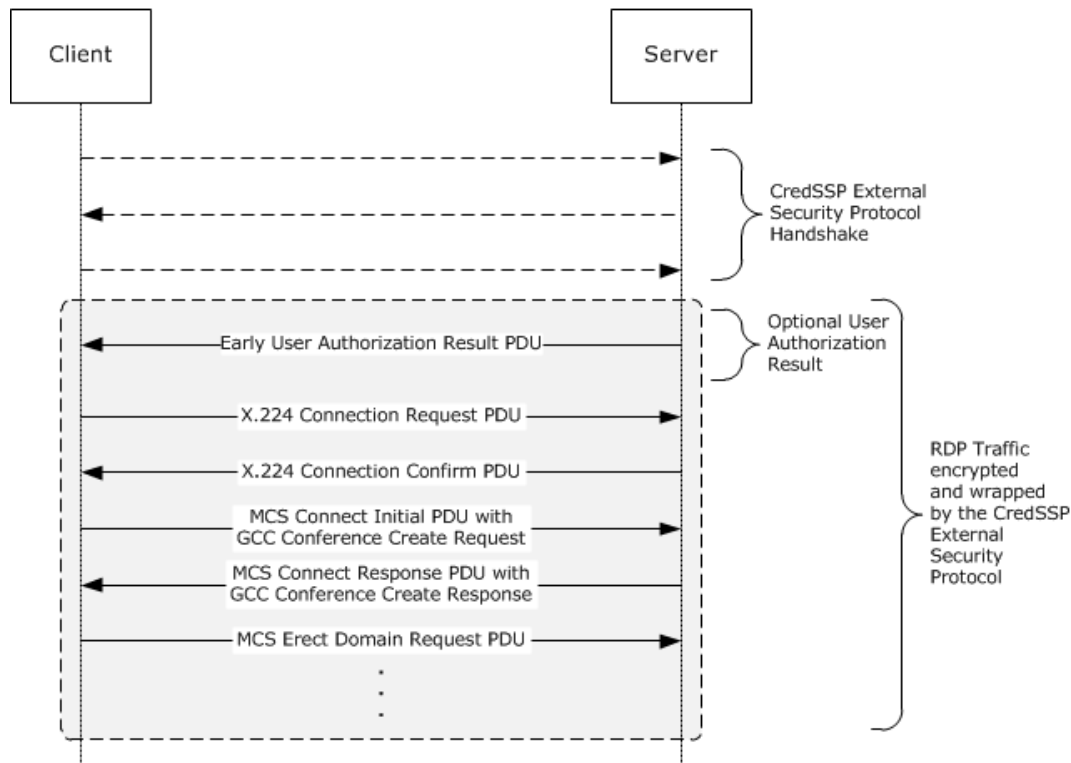 Client
Server
CredSSP External
Security Protocol
Handshake
Early User Authorization Result PDU
Optional User
Authorization
Result
X.224 Connection Request PDU
X.224 Connection Confirm PDU
MCS Connect Initial PDU with
GCC Conference Create Request
MCS Connect Response PDU with
GCC Conference Create Response
MCS Erect Domain Request PDU
RDP Traffic
encrypted
and wrapped
by the CredSSP
External
Security
Protocol